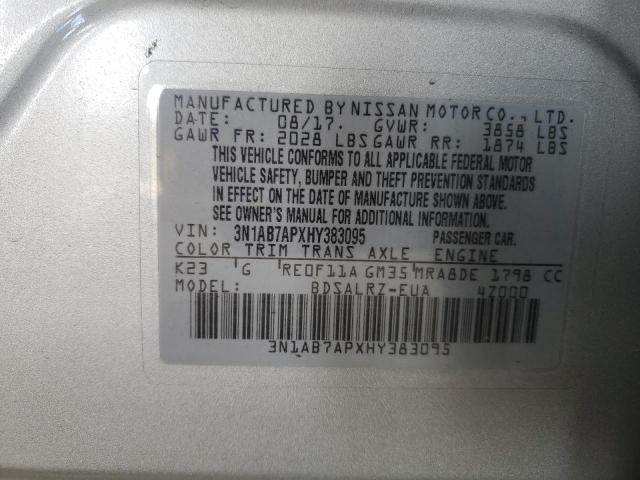 MANUFACTURED BY NISSAN MOTOR CO., LTD.
DATE: 08/17. GVWR: 3858 LBS
GAWR FR: 2028 LBS GAWR RR: 1874 LBS
THIS VEHICLE CONFORMS TO ALL APPLICABLE FEDERAL MOTOR
VEHICLE SAFETY, BUMPER AND THEFT PREVENTION STANDARDS
IN EFFECT ON THE DATE OF MANUFACTURE SHOWN ABOVE.
SEE OWNER'S MANUAL FOR ADDITIONAL INFORMATION.
VIN: 3N1AB7APXHY383095 PASSENGER CAR.
COLOR TRIM TRANS AXLE ENGINE
K23 G RE0F11A GM35 MRA8DE 1798 CC
MODEL: BDSALRZ-EUA 4Z000
3N1AB7APXHY383095